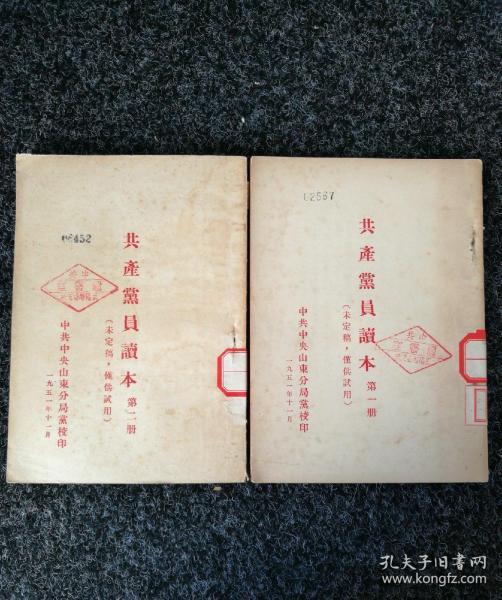 06452
共產黨員讀本 第二册
（未定稿，僅供試用）
中共中央山東分局黨校印
一九五一年十一月
02567
共產黨員讀本 第一册
（未定稿，僅供試用）
中共中央山東分局黨校印
一九五一年十一月
孔夫子旧书网
www.kongfz.com